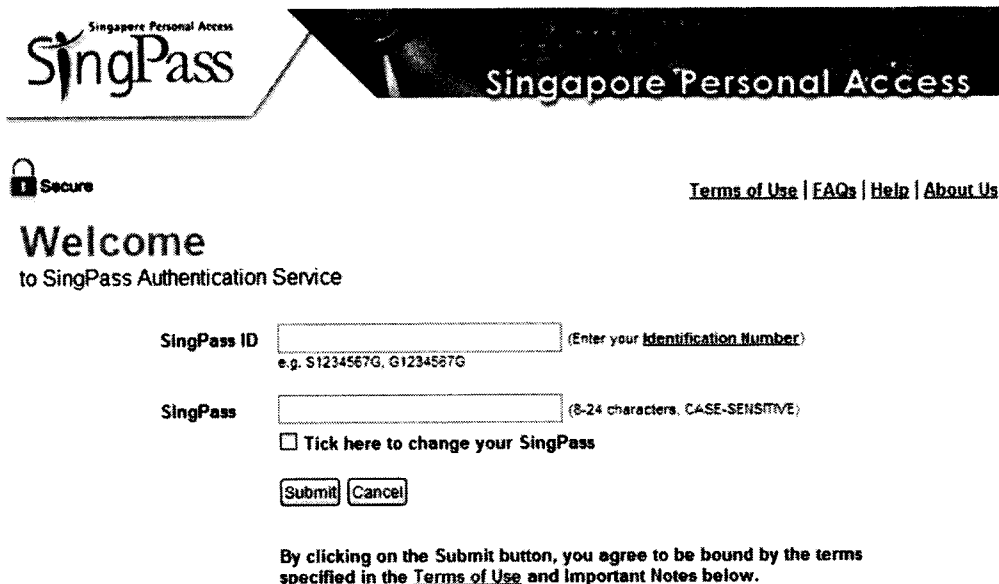 Singapore Personal Access
SingPass
Singapore Personal Access
Secure
Terms of Use | FAQs | Help | About Us
Welcome
to SingPass Authentication Service
SingPass ID (Enter your Identification Number)
e.g. S1234567G, G1234567G
SingPass (8-24 characters, CASE-SENSITIVE)
Tick here to change your SingPass
Submit Cancel
By clicking on the Submit button, you agree to be bound by the terms
specified in the Terms of Use and Important Notes below.